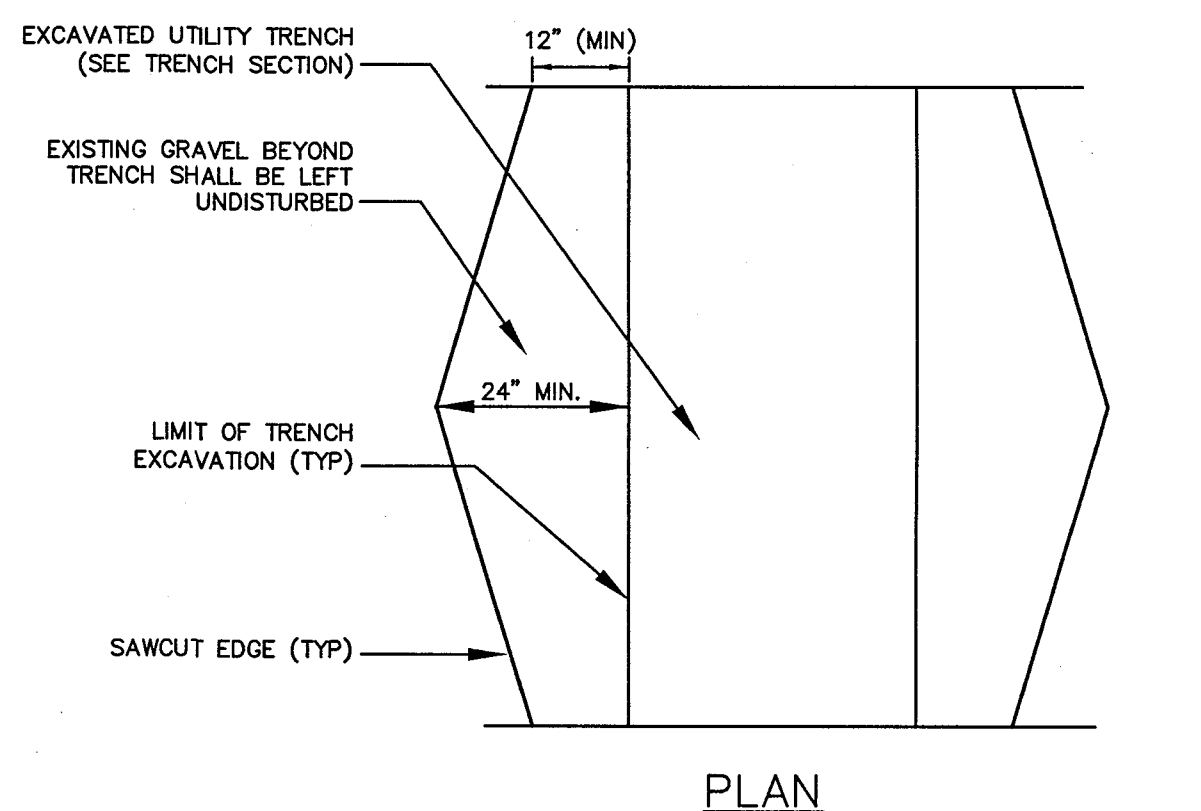 EXCAVATED UTILITY TRENCH
(SEE TRENCH SECTION)
12" (MIN)
EXISTING GRAVEL BEYOND
TRENCH SHALL BE LEFT
UNDISTURBED
24" MIN.
LIMIT OF TRENCH
EXCAVATION (TYP)
SAWCUT EDGE (TYP)
PLAN